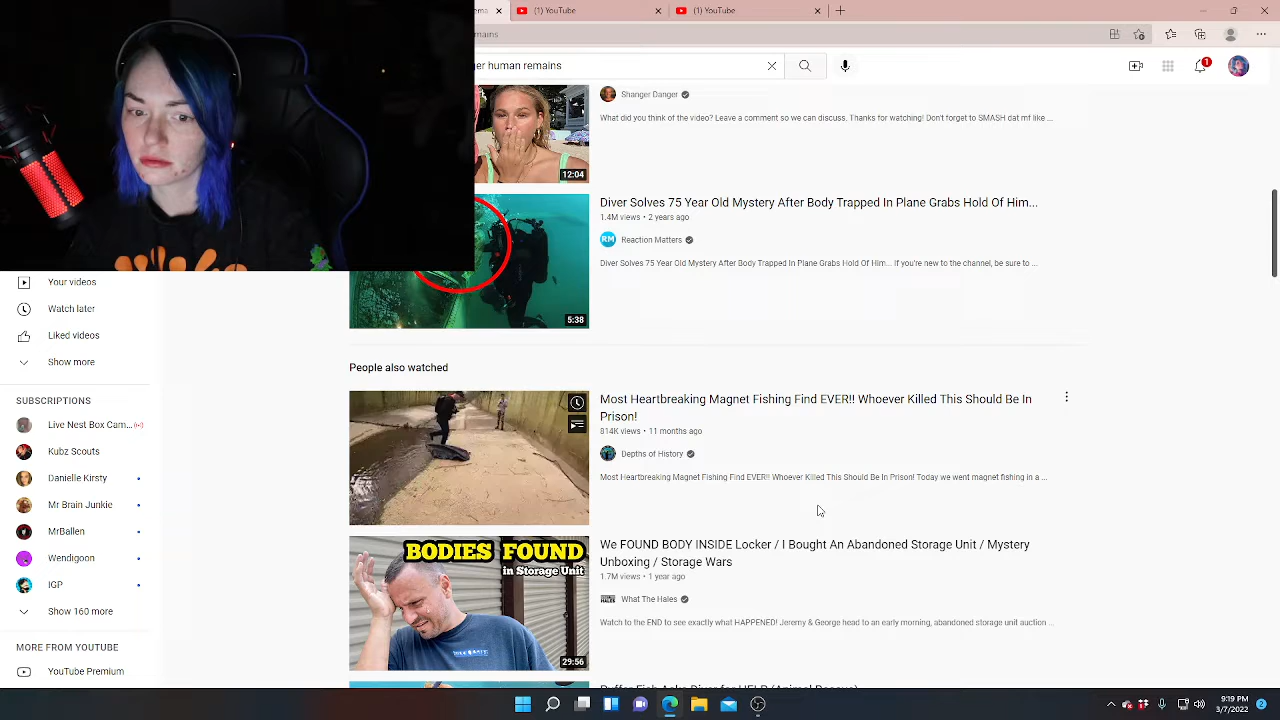 in YouTube
(1) YouTube
mains
er human remains
1
Shanger Danger
What did you think of the video? Leave a comment so we can discuss. Thanks for watching! Don't forget to SMASH dat mf like ...
12:04
Diver Solves 75 Year Old Mystery After Body Trapped In Plane Grabs Hold Of Him...
1.4M views • 2 years ago
RM Reaction Matters
Diver Solves 75 Year Old Mystery After Body Trapped In Plane Grabs Hold Of Him... If you're new to the channel, be sure to ...
5:38
Your videos
Watch later
Liked videos
Show more
People also watched
SUBSCRIPTIONS
Live Nest Box Cam...
Kubz Scouts
Danielle Kirsty
Mr Brain Junkie
MrBallen
Wendigoon
IGP
Show 160 more
MORE FROM YOUTUBE
YouTube Premium
Most Heartbreaking Magnet Fishing Find EVER!! Whoever Killed This Should Be In
Prison!
814K views • 11 months ago
Depths of History
Most Heartbreaking Magnet Fishing Find EVER!! Whoever Killed This Should Be In Prison! Today we went magnet fishing in a ...
BODIES FOUND
in Storage Unit
29:56
We FOUND BODY INSIDE Locker / I Bought An Abandoned Storage Unit / Mystery
Unboxing / Storage Wars
1.7M views • 1 year ago
What The Hales
Watch to the END to see exactly what HAPPENED! Jeremy & George head to an early morning, abandoned storage unit auction ...
9:29 PM
3/7/2022
2